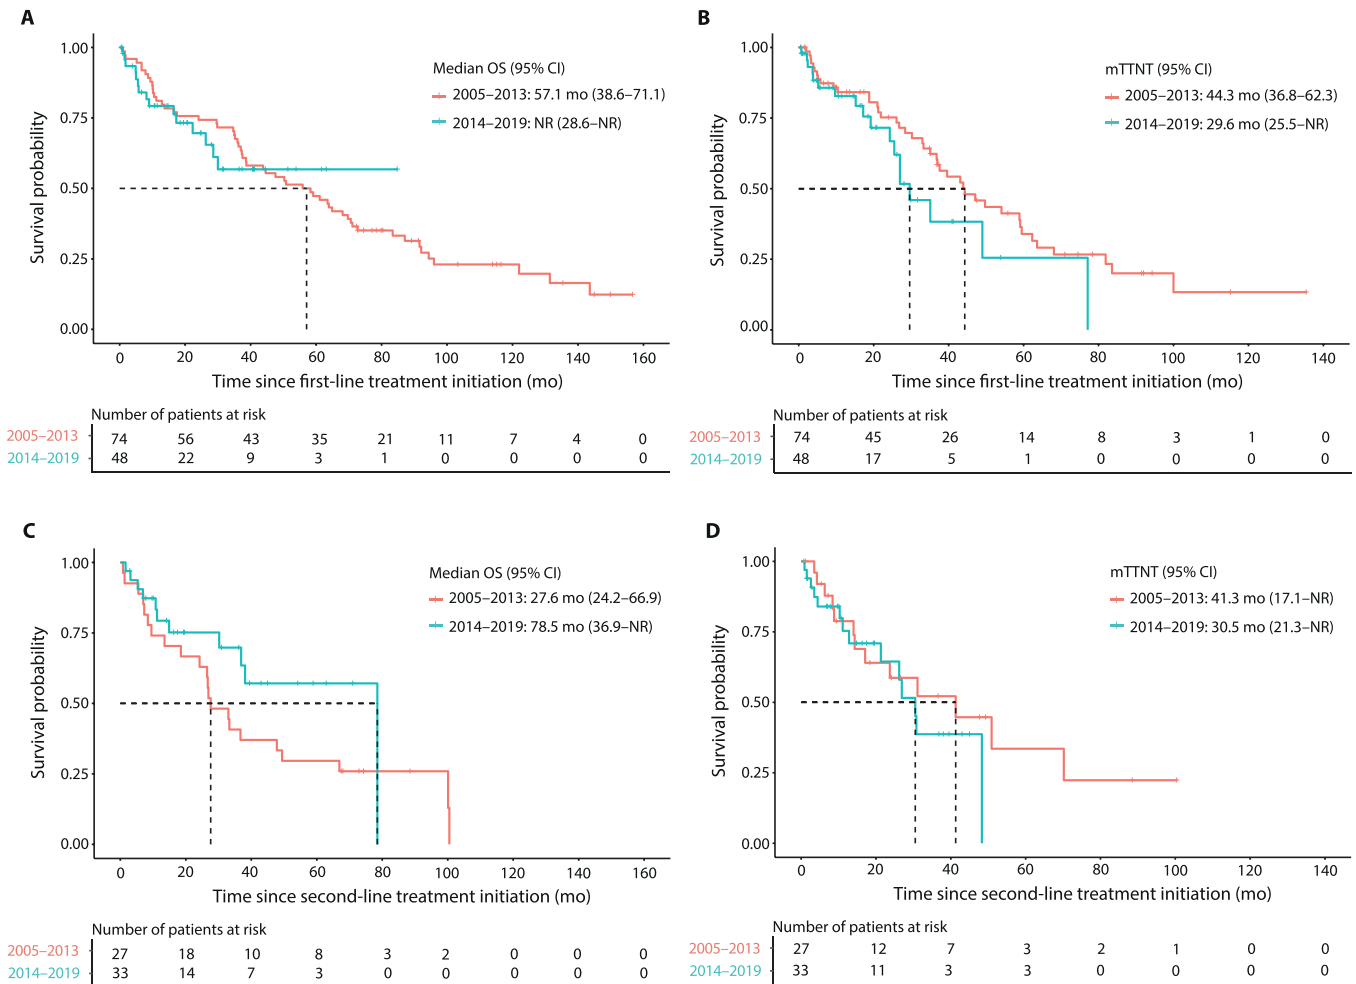 A
1.00
0.75
0.50
0.25
0.00
Survival probability
Median OS (95% CI)
2005–2013: 57.1 mo (38.6–71.1)
2014–2019: NR (28.6–NR)
0 20 40 60 80 100 120 140 160
Time since first-line treatment initiation (mo)
Number of patients at risk
2005–2013 74 56 43 35 21 11 7 4 0
2014–2019 48 22 9 3 1 0 0 0 0
B
1.00
0.75
0.50
0.25
0.00
Survival probability
mTTNT (95% CI)
2005–2013: 44.3 mo (36.8–62.3)
2014–2019: 29.6 mo (25.5–NR)
0 20 40 60 80 100 120 140
Time since first-line treatment initiation (mo)
Number of patients at risk
2005–2013 74 45 26 14 8 3 1 0
2014–2019 48 17 5 1 0 0 0 0
C
1.00
0.75
0.50
0.25
0.00
Survival probability
Median OS (95% CI)
2005–2013: 27.6 mo (24.2–66.9)
2014–2019: 78.5 mo (36.9–NR)
0 20 40 60 80 100 120 140 160
Time since second-line treatment initiation (mo)
Number of patients at risk
2005–2013 27 18 10 8 3 2 0 0 0
2014–2019 33 14 7 3 0 0 0 0 0
D
1.00
0.75
0.50
0.25
0.00
Survival probability
mTTNT (95% CI)
2005–2013: 41.3 mo (17.1–NR)
2014–2019: 30.5 mo (21.3–NR)
0 20 40 60 80 100 120 140
Time since second-line treatment initiation (mo)
Number of patients at risk
2005–2013 27 12 7 3 2 1 0 0
2014–2019 33 11 3 3 0 0 0 0